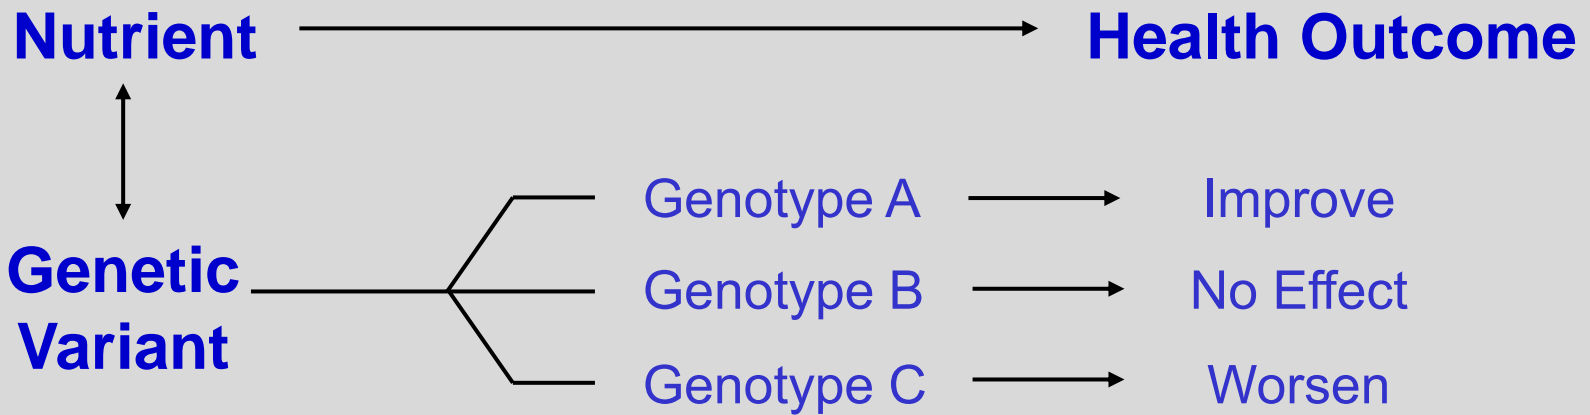 Nutrient
Health Outcome
Genotype A
Improve
Genetic
Variant
Genotype B
No Effect
Genotype C
Worsen